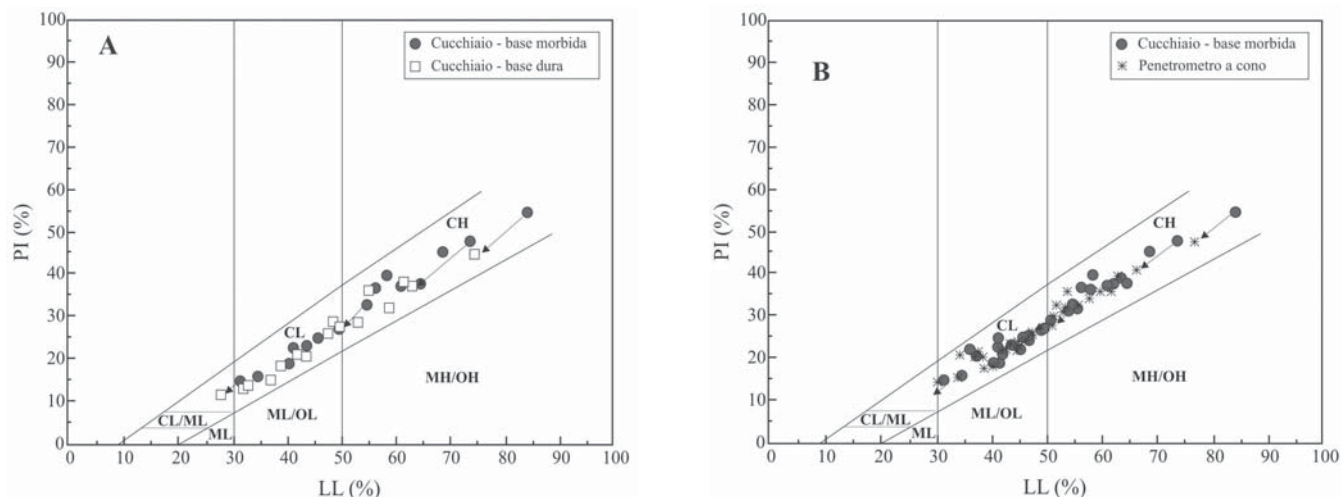 A
Cucchiaio - base morbida
Cucchiaio - base dura
100
90
80
70
60
50
40
30
20
10
0
PI (%)
CH
CL
MH/OH
ML/OL
CL/ML
ML
0 10 20 30 40 50 60 70 80 90 100
LL (%)
B
Cucchiaio - base morbida
Penetrometro a cono
100
90
80
70
60
50
40
30
20
10
0
PI (%)
CH
CL
MH/OH
ML/OL
CL/ML
ML
0 10 20 30 40 50 60 70 80 90 100
LL (%)